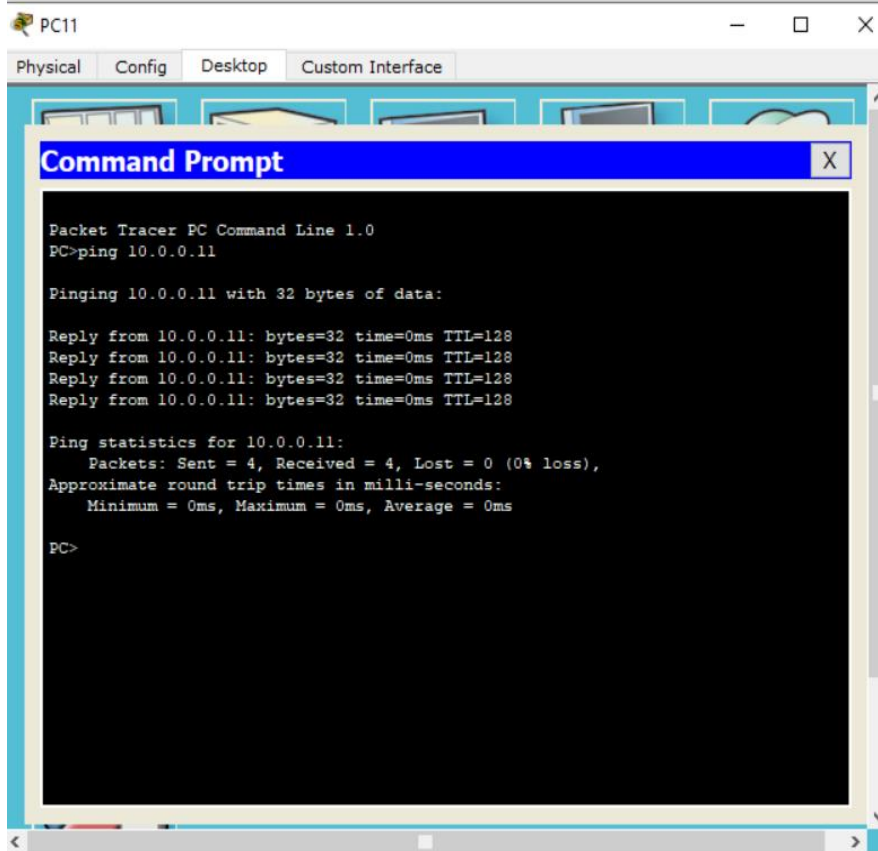 PC11
Physical Config Desktop Custom Interface
Command Prompt X
Packet Tracer PC Command Line 1.0
PC>ping 10.0.0.11
Pinging 10.0.0.11 with 32 bytes of data:
Reply from 10.0.0.11: bytes=32 time=0ms TTL=128
Reply from 10.0.0.11: bytes=32 time=0ms TTL=128
Reply from 10.0.0.11: bytes=32 time=0ms TTL=128
Reply from 10.0.0.11: bytes=32 time=0ms TTL=128
Ping statistics for 10.0.0.11:
Packets: Sent = 4, Received = 4, Lost = 0 (0% loss),
Approximate round trip times in milli-seconds:
Minimum = 0ms, Maximum = 0ms, Average = 0ms
PC>